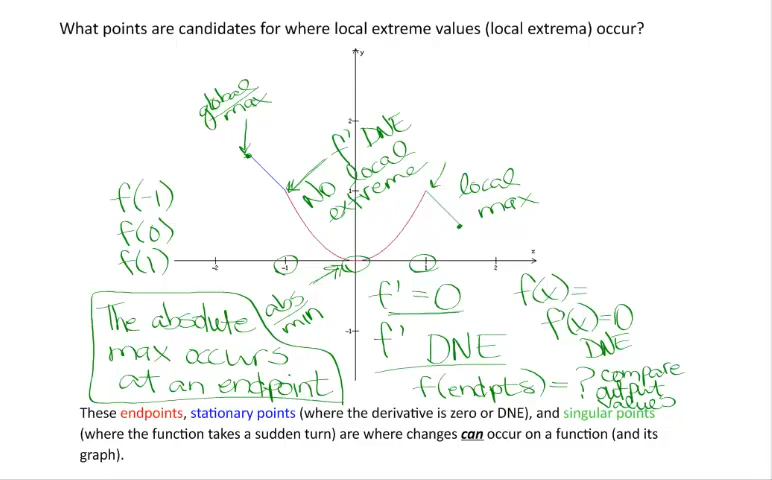 What points are candidates for where local extreme values (local extrema) occur?
y
global
max
2
f' DNE
No local
extreme
1
local
max
f(-1)
f(0)
f(1)
x
-2 -1 1 2
abs
min
-1
f' = 0
f' DNE
f(x) =
f'(x)=0
DNE
f(endpts) = ? compare
output
values
The absolute
max occurs
at an endpoint
These endpoints, stationary points (where the derivative is zero or DNE), and singular points
(where the function takes a sudden turn) are where changes can occur on a function (and its
graph).